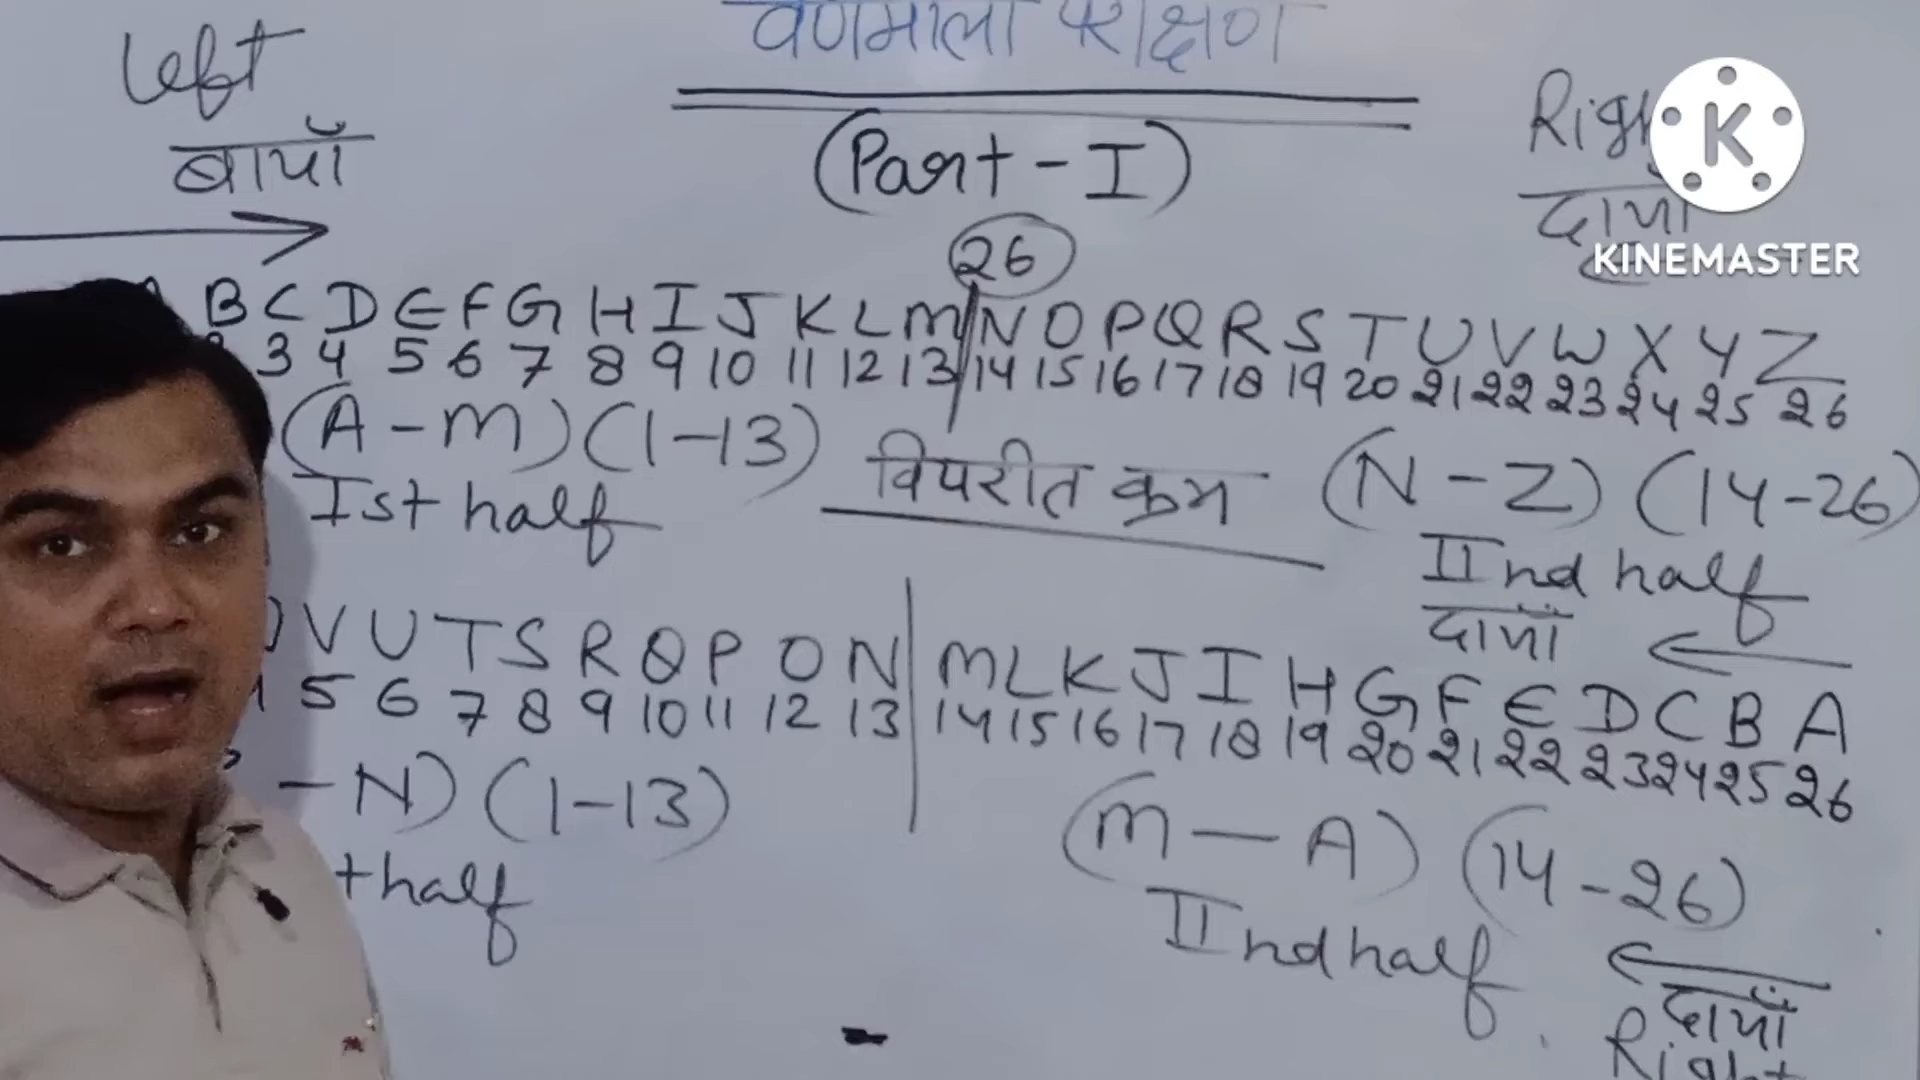 वर्णमाला परीक्षण
Left
बायाँ
(Part - I)
Right
दायाँ
KINEMASTER
26
B C D E F G H I J K L M N O P Q R S T U V W X Y Z
3 4 5 6 7 8 9 10 11 12 13 14 15 16 17 18 19 20 21 22 23 24 25 26
(A - M) (1-13)
Ist half
विपरीत क्रम
(N - Z) (14-26)
IInd half
दायाँ
V U T S R Q P O N M L K J I H G F E D C B A
5 6 7 8 9 10 11 12 13 14 15 16 17 18 19 20 21 22 23 24 25 26
- N) (1-13)
t half
(M — A) (14 - 26)
IInd half
दायाँ
Right